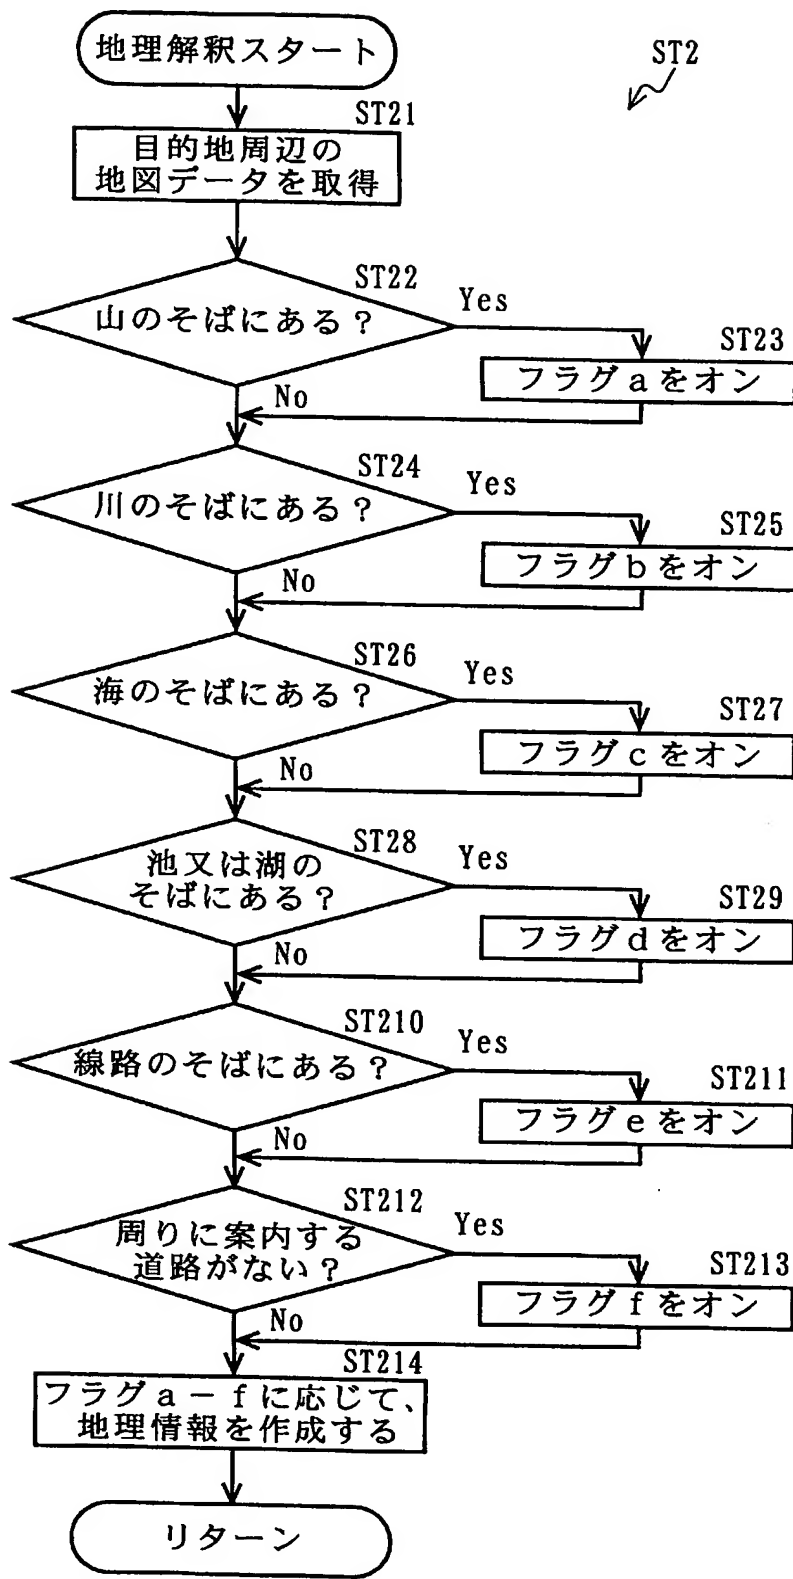 地理解釈スタート
ST2
ST21
目的地周辺の
地図データを取得
ST22
山のそばにある？
Yes
ST23
フラグaをオン
No
ST24
川のそばにある？
Yes
ST25
フラグbをオン
No
ST26
海のそばにある？
Yes
ST27
フラグcをオン
No
ST28
池又は湖の
そばにある？
Yes
ST29
フラグdをオン
No
ST210
線路のそばにある？
Yes
ST211
フラグeをオン
No
ST212
周りに案内する
道路がない？
Yes
ST213
フラグfをオン
No
ST214
フラグa－fに応じて、
地理情報を作成する
リターン